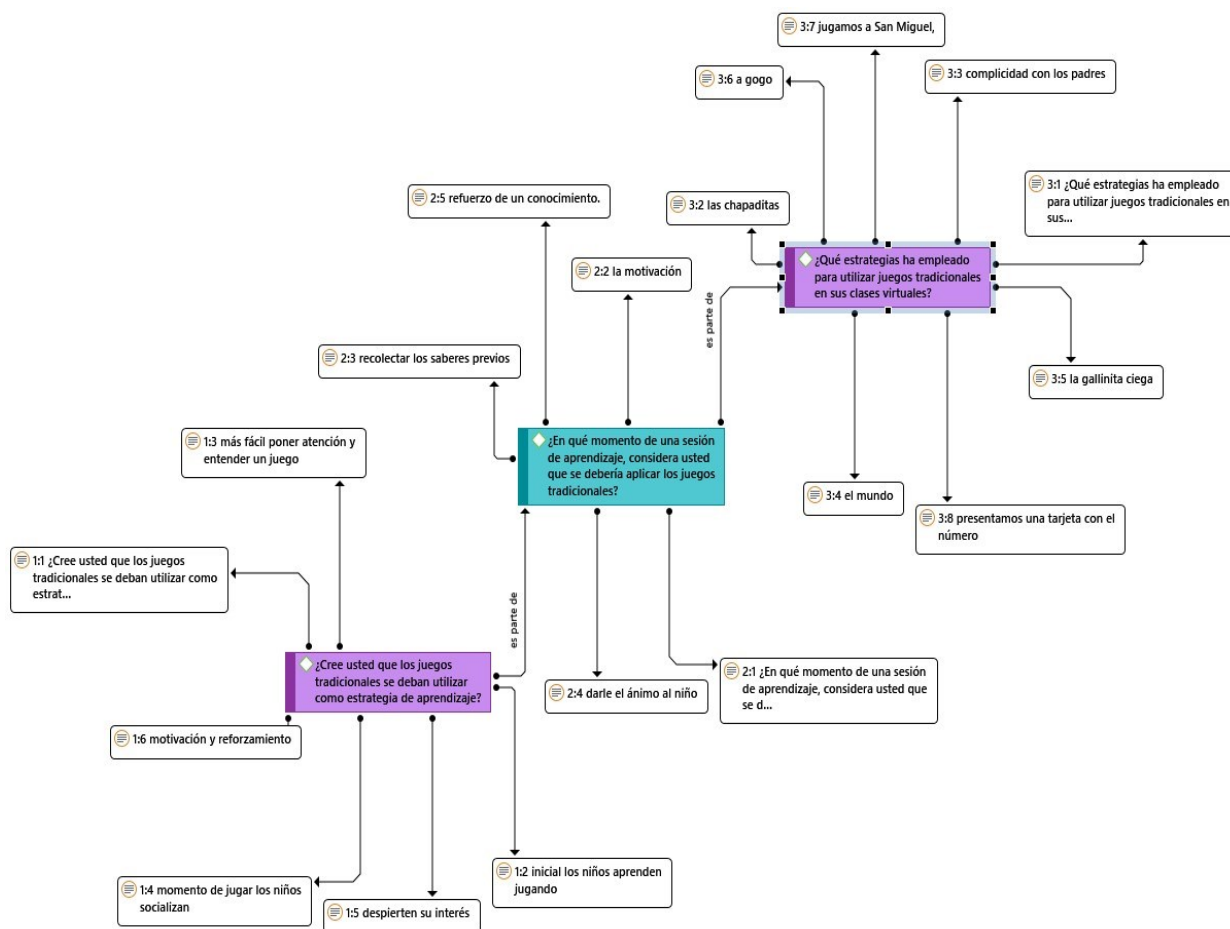 3:7 jugamos a San Miguel,
3:6 a gogo
3:3 complicidad con los padres
2:5 refuerzo de un conocimiento.
3:2 las chapaditas
3:1 ¿Qué estrategias ha empleado
para utilizar juegos tradicionales en
sus...
2:2 la motivación
¿Qué estrategias ha empleado
para utilizar juegos tradicionales
en sus clases virtuales?
es parte de
2:3 recolectar los saberes previos
3:5 la gallinita ciega
1:3 más fácil poner atención y
entender un juego
¿En qué momento de una sesión
de aprendizaje, considera usted
que se debería aplicar los juegos
tradicionales?
3:4 el mundo
3:8 presentamos una tarjeta con el
número
1:1 ¿Cree usted que los juegos
tradicionales se deban utilizar como
estrat...
es parte de
¿Cree usted que los juegos
tradicionales se deban utilizar
como estrategia de aprendizaje?
2:4 darle el ánimo al niño
2:1 ¿En qué momento de una sesión
de aprendizaje, considera usted que
se d...
1:6 motivación y reforzamiento
1:2 inicial los niños aprenden
jugando
1:4 momento de jugar los niños
socializan
1:5 despierten su interés